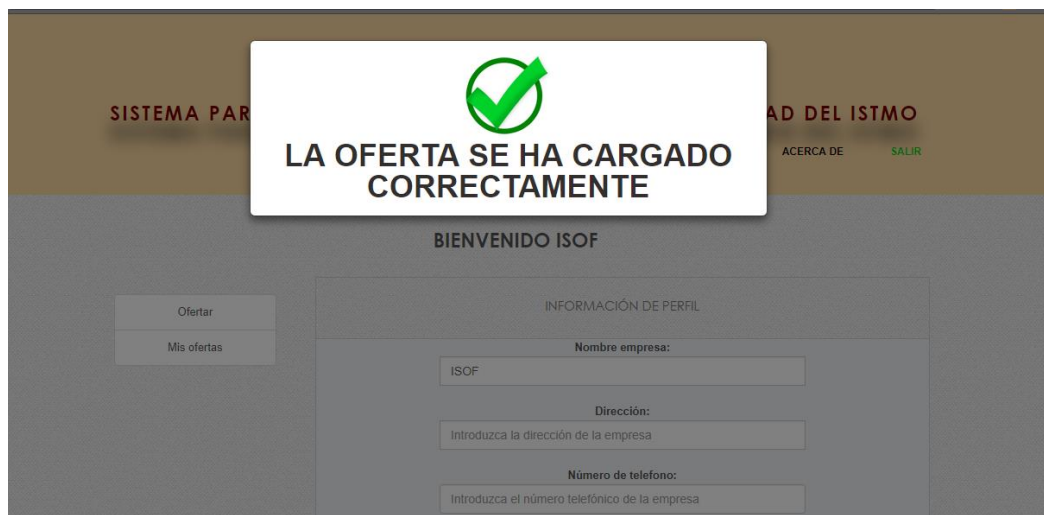 LA OFERTA SE HA CARGADO
CORRECTAMENTE
SISTEMA PAR
AD DEL ISTMO
ACERCA DE
SALIR
BIENVENIDO ISOF
Ofertar
Mis ofertas
INFORMACIÓN DE PERFIL
Nombre empresa:
ISOF
Dirección:
Introduzca la dirección de la empresa
Número de telefono:
Introduzca el número telefónico de la empresa